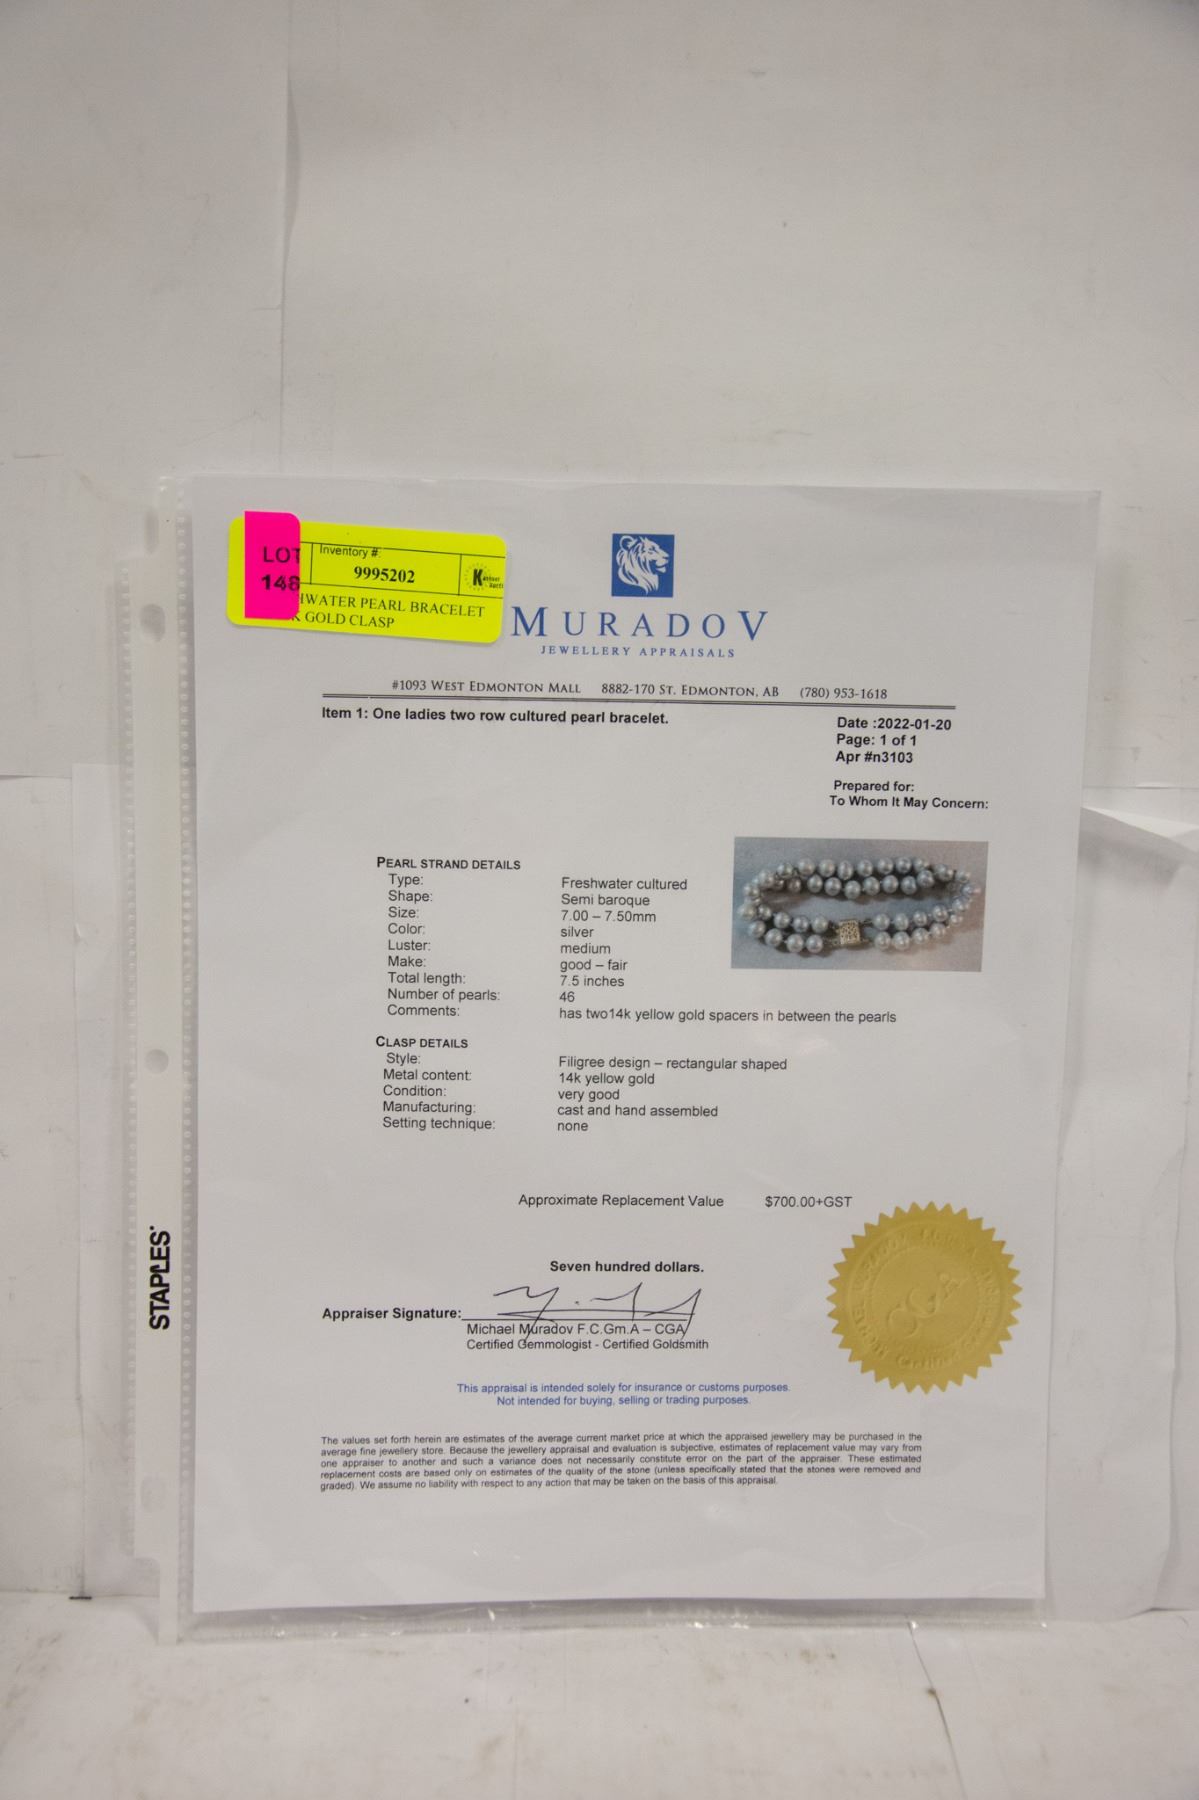 LOT
148
Inventory #:
9995202
HWATER PEARL BRACELET
K GOLD CLASP
MURADOV
JEWELLERY APPRAISALS
#1093 WEST EDMONTON MALL 8882-170 ST. EDMONTON, AB (780) 953-1618
Item 1: One ladies two row cultured pearl bracelet.
Date :2022-01-20
Page: 1 of 1
Apr #n3103
Prepared for:
To Whom It May Concern:
PEARL STRAND DETAILS
Type: Freshwater cultured
Shape: Semi baroque
Size: 7.00 – 7.50mm
Color: silver
Luster: medium
Make: good – fair
Total length: 7.5 inches
Number of pearls: 46
Comments: has two14k yellow gold spacers in between the pearls
CLASP DETAILS
Style: Filigree design – rectangular shaped
Metal content: 14k yellow gold
Condition: very good
Manufacturing: cast and hand assembled
Setting technique: none
Approximate Replacement Value $700.00+GST
Seven hundred dollars.
Appraiser Signature:
Michael Muradov F.C.Gm.A – CGA
Certified Gemmologist - Certified Goldsmith
This appraisal is intended solely for insurance or customs purposes.
Not intended for buying, selling or trading purposes.
The values set forth herein are estimates of the average current market price at which the appraised jewellery may be purchased in the
average fine jewellery store. Because the jewellery appraisal and evaluation is subjective, estimates of replacement value may vary from
one appraiser to another and such a variance does not necessarily constitute error on the part of the appraiser. These estimated
replacement costs are based only on estimates of the quality of the stone (unless specifically stated that the stones were removed and
graded). We assume no liability with respect to any action that may be taken on the basis of this appraisal.
STAPLES